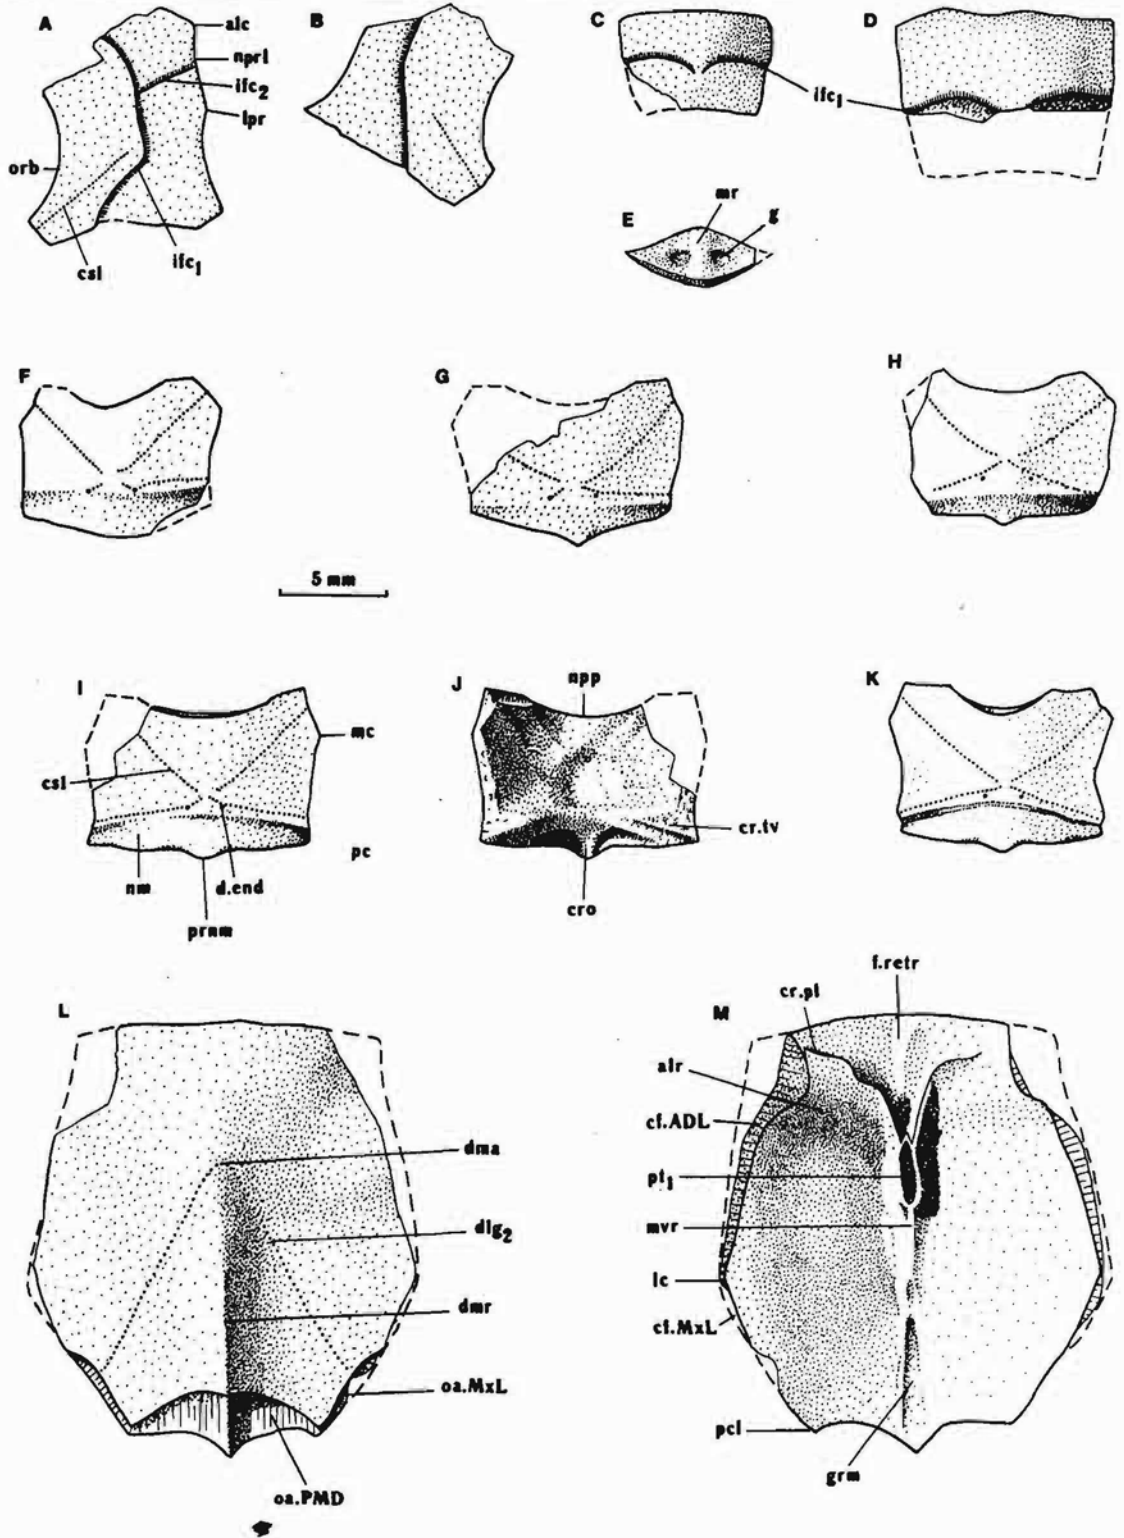 A
alc
nprl
ifc2
lpr
orb
csl
ifc1
B
C
D
ifc1
E
mr
g
F
G
H
5 mm
I
J
npp
K
mc
csl
cr.tv
pc
nm
d.end
cro
prnm
L
M
f.retr
cr.pl
alr
cf.ADL
dma
pt1
dlg2
mvr
lc
dmr
cf.MxL
oa.MxL
pcl
grm
oa.PMD